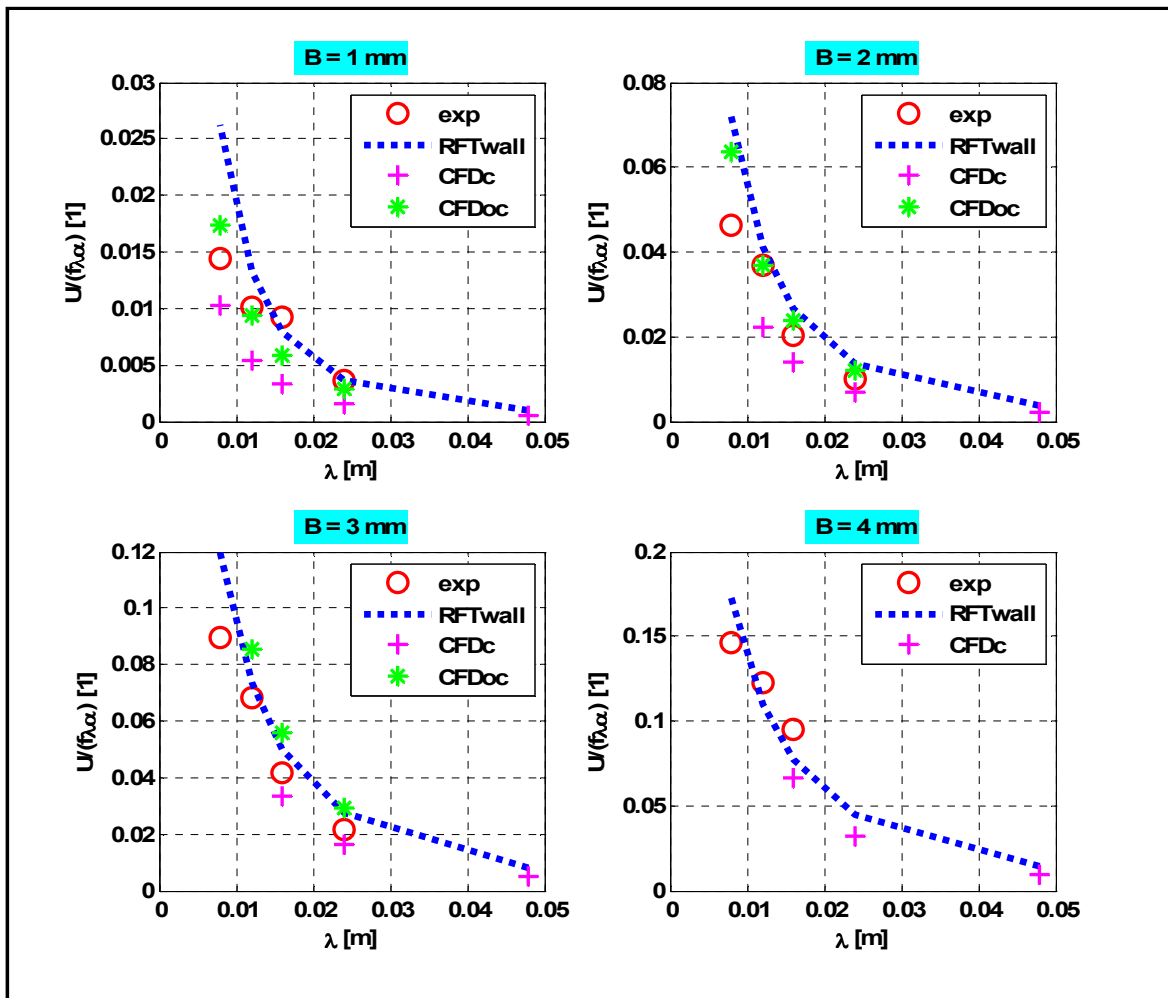 B = 1 mm
0.03
0.025
0.02
0.015
0.01
0.005
0
U/(fλα) [1]
exp
RFTwall
CFDc
CFDoc
0 0.01 0.02 0.03 0.04 0.05
λ [m]
B = 2 mm
0.08
0.06
0.04
0.02
0
U/(fλα) [1]
exp
RFTwall
CFDc
CFDoc
0 0.01 0.02 0.03 0.04 0.05
λ [m]
B = 3 mm
0.12
0.1
0.08
0.06
0.04
0.02
0
U/(fλα) [1]
exp
RFTwall
CFDc
CFDoc
0 0.01 0.02 0.03 0.04 0.05
λ [m]
B = 4 mm
0.2
0.15
0.1
0.05
0
U/(fλα) [1]
exp
RFTwall
CFDc
0 0.01 0.02 0.03 0.04 0.05
λ [m]